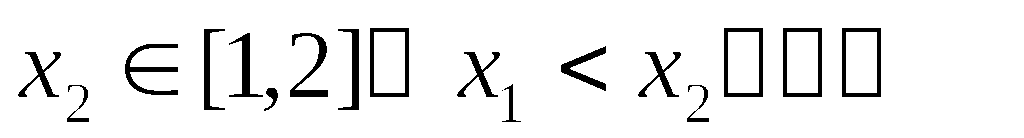 x₂ ∈ [1,2]▯ x₁ < x₂▯▯▯